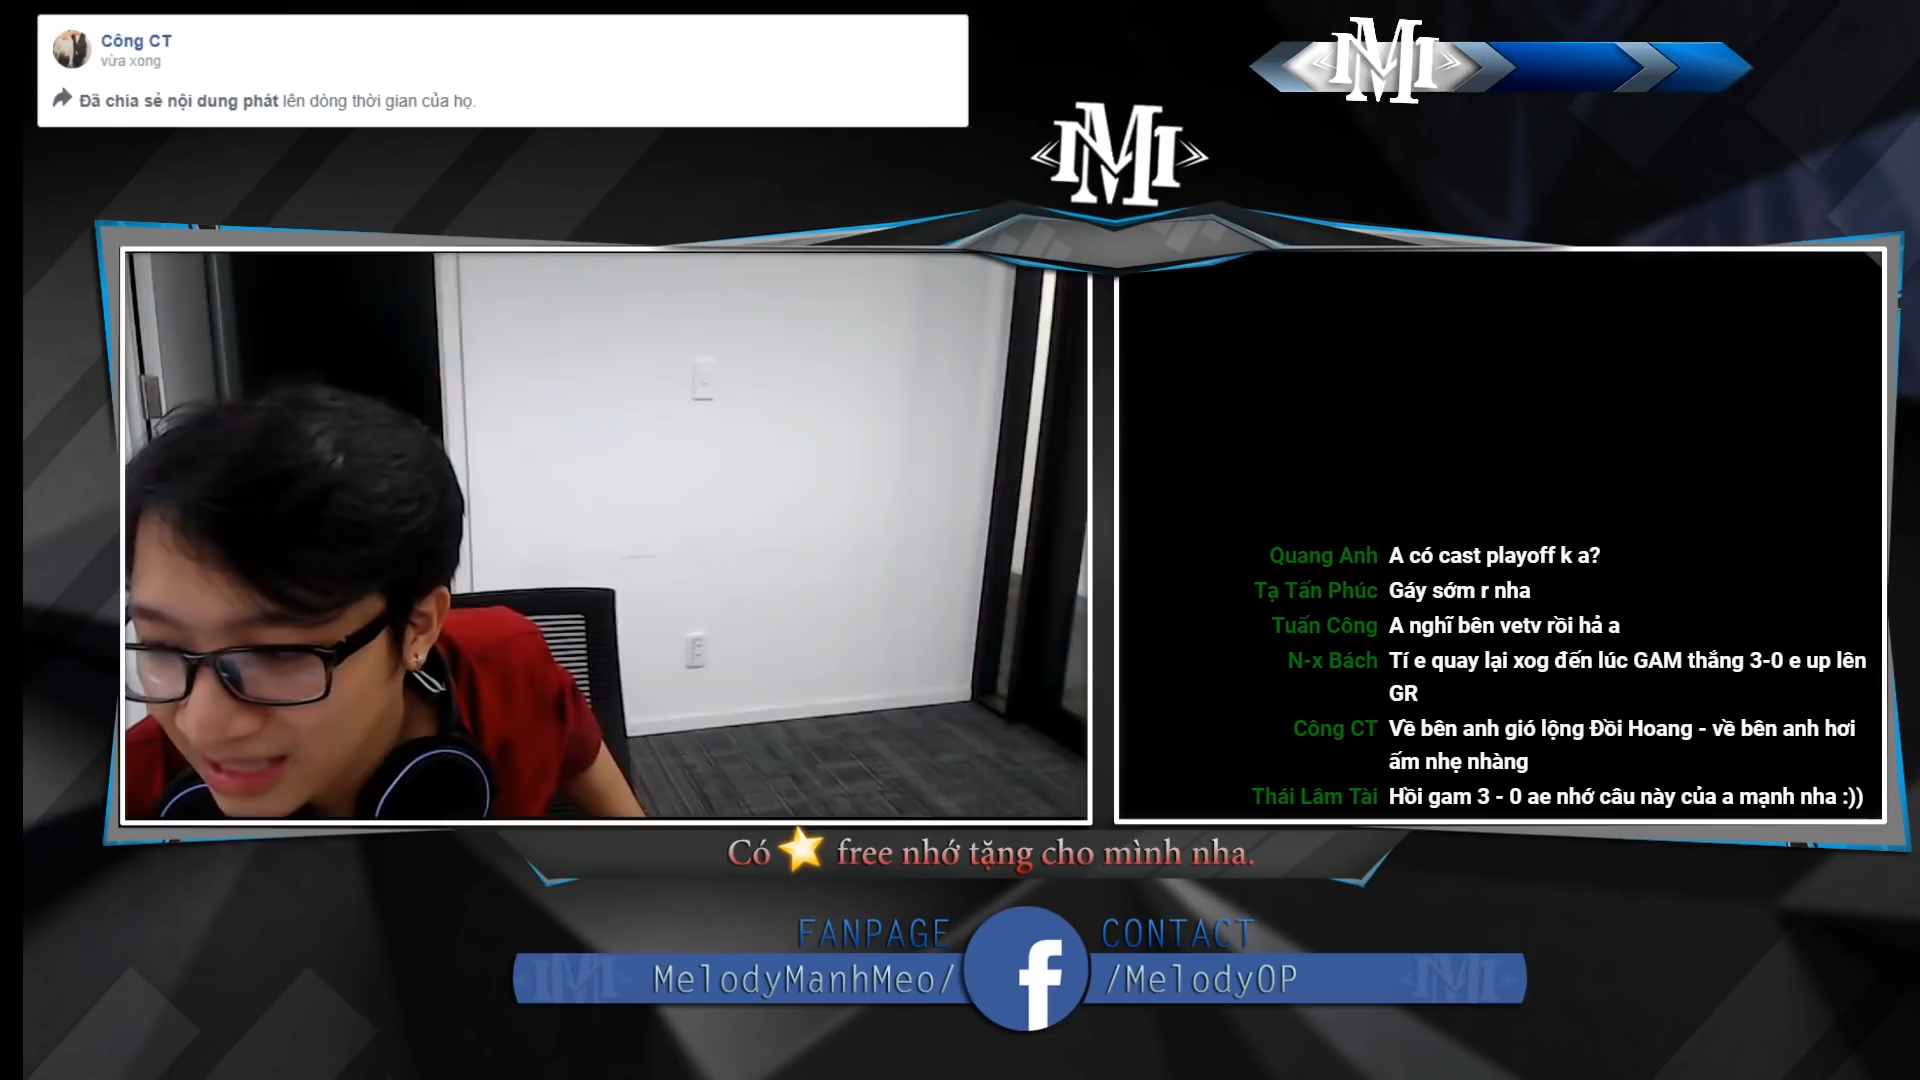 Công CT
vừa xong
Đã chia sẻ nội dung phát lên dòng thời gian của họ.
Quang Anh A có cast playoff k a?
Tạ Tấn Phúc Gáy sớm r nha
Tuấn Công A nghĩ bên vetv rồi hả a
N-x Bách Tí e quay lại xog đến lúc GAM thắng 3-0 e up lên
GR
Công CT Về bên anh gió lộng Đồi Hoang - về bên anh hơi
ấm nhẹ nhàng
Thái Lâm Tài Hồi gam 3 - 0 ae nhớ câu này của a mạnh nha :))
Có ⭐ free nhớ tặng cho mình nha.
FANPAGE CONTACT
MelodyManhMeo/ /MelodyOP